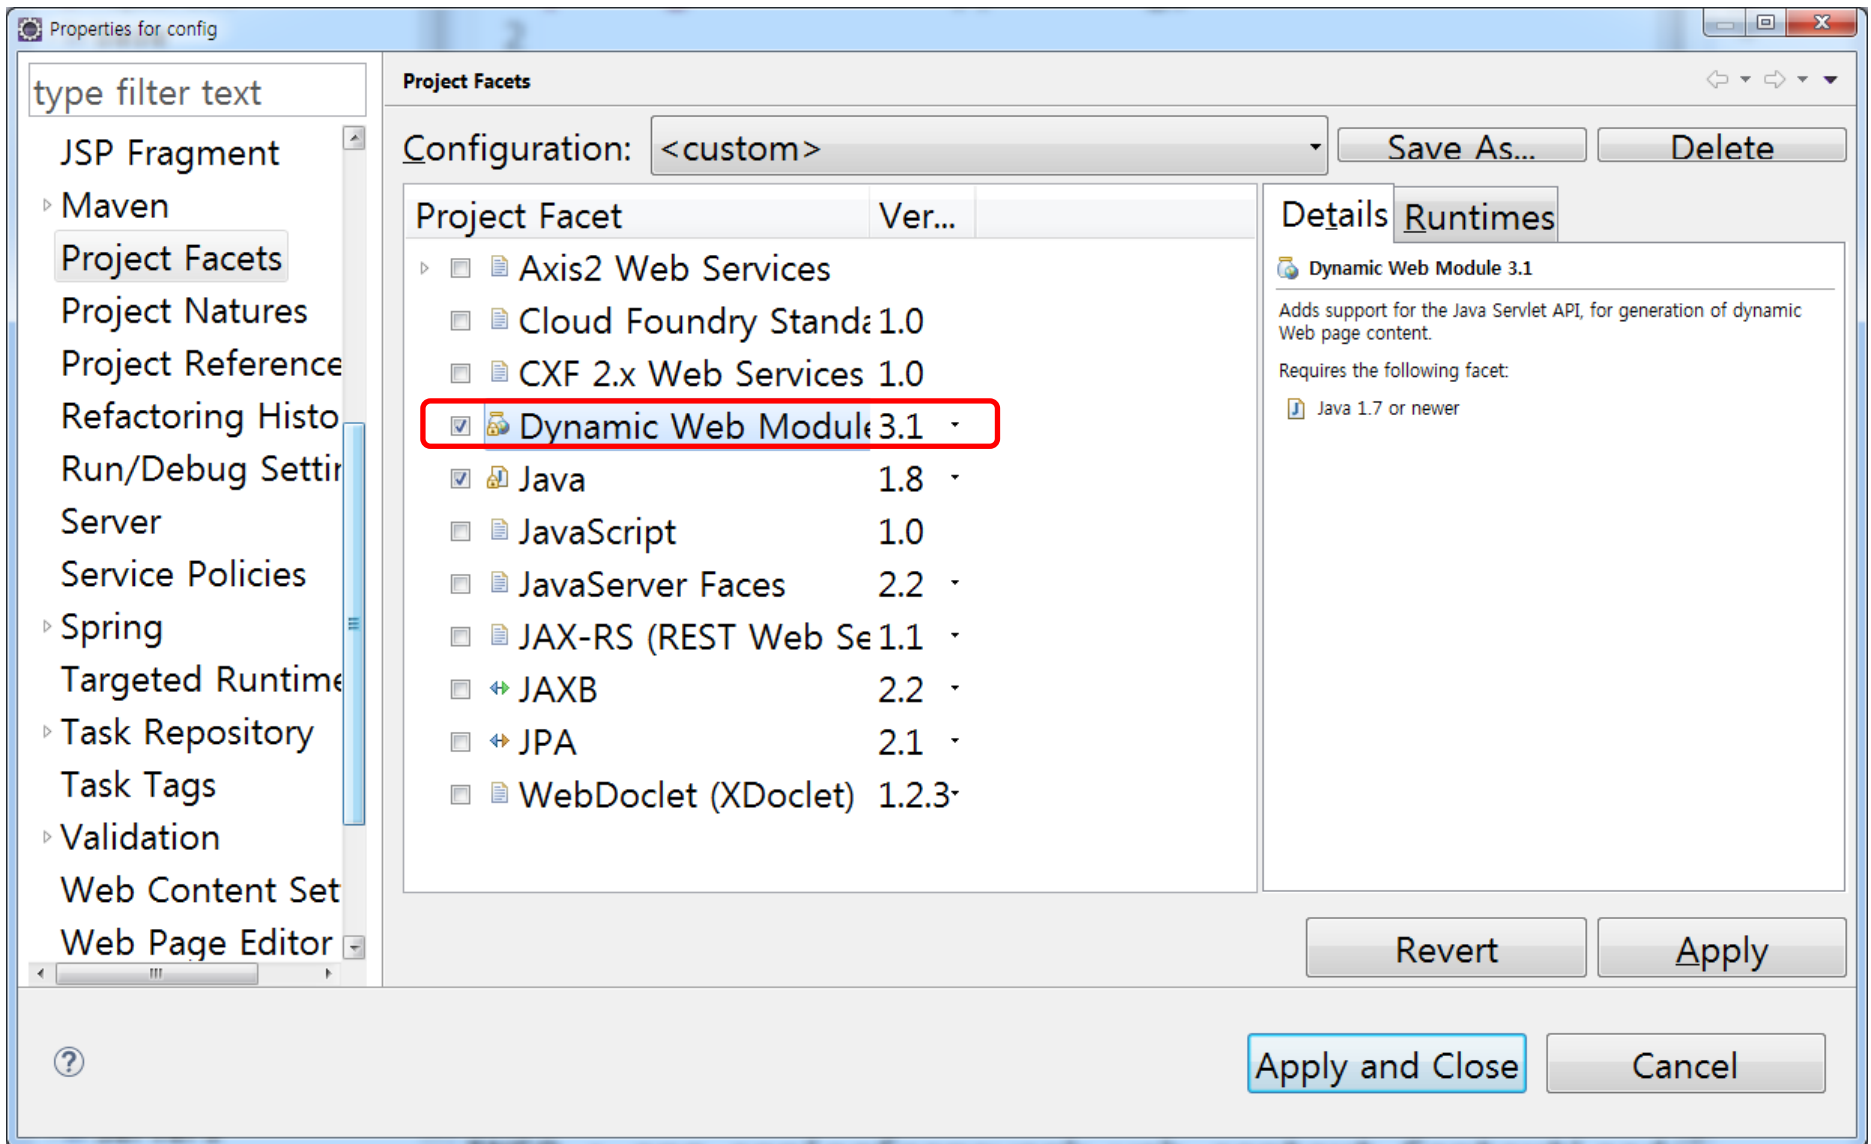 Properties for config
type filter text
JSP Fragment
Maven
Project Facets
Project Natures
Project Reference
Refactoring Histo
Run/Debug Settin
Server
Service Policies
Spring
Targeted Runtime
Task Repository
Task Tags
Validation
Web Content Set
Web Page Editor
Project Facets
Configuration: <custom> Save As... Delete
Project Facet Ver...
Axis2 Web Services
Cloud Foundry Standa 1.0
CXF 2.x Web Services 1.0
Dynamic Web Module 3.1
Java 1.8
JavaScript 1.0
JavaServer Faces 2.2
JAX-RS (REST Web Se 1.1
JAXB 2.2
JPA 2.1
WebDoclet (XDoclet) 1.2.3
Details Runtimes
Dynamic Web Module 3.1
Adds support for the Java Servlet API, for generation of dynamic
Web page content.
Requires the following facet:
Java 1.7 or newer
Revert Apply
Apply and Close Cancel